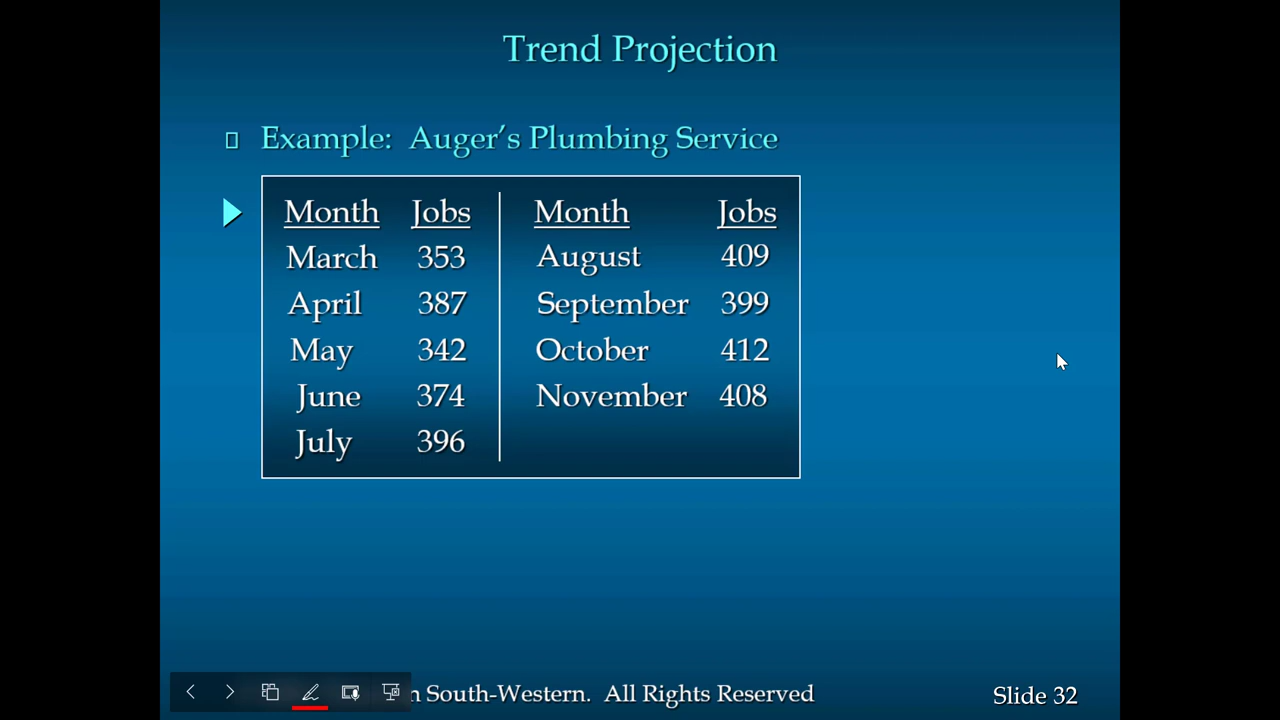 Trend Projection
Example: Auger's Plumbing Service
Month Jobs Month Jobs
March 353 August 409
April 387 September 399
May 342 October 412
June 374 November 408
July 396
South-Western. All Rights Reserved
Slide 32